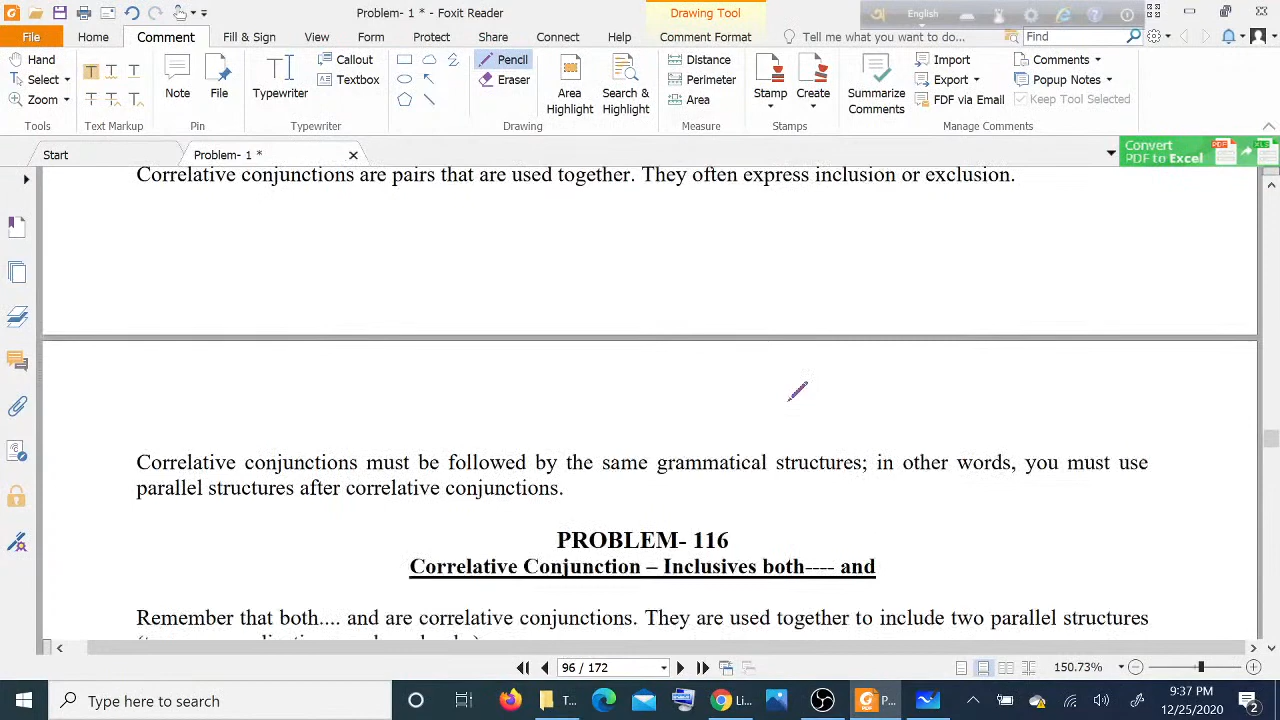 Problem- 1 * - Foxit Reader
Drawing Tool
English
File Home Comment Fill & Sign View Form Protect Share Connect Help Comment Format Tell me what you want to do... Find
Hand
Select
Zoom
Tools
Text Markup
Note
File
Pin
Typewriter
Callout
Textbox
Typewriter
Pencil
Eraser
Area
Highlight
Search &
Highlight
Drawing
Distance
Perimeter
Area
Measure
Stamp
Create
Stamps
Summarize
Comments
Import
Export
FDF via Email
Comments
Popup Notes
Keep Tool Selected
Manage Comments
Start
Problem- 1 *
Convert
PDF to Excel
Correlative conjunctions are pairs that are used together. They often express inclusion or exclusion.
Correlative conjunctions must be followed by the same grammatical structures; in other words, you must use
parallel structures after correlative conjunctions.
PROBLEM- 116
Correlative Conjunction – Inclusives both---- and
Remember that both.... and are correlative conjunctions. They are used together to include two parallel structures
96 / 172
150.73%
Type here to search
T...
Li...
P...
9:37 PM
12/25/2020
2